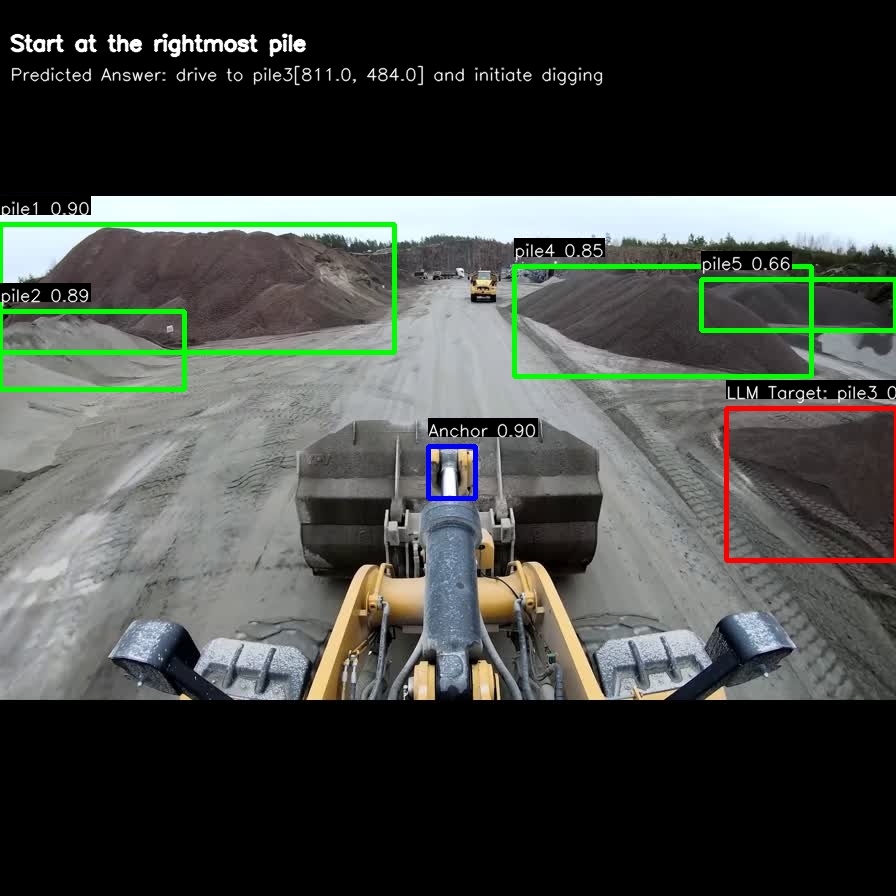 Start at the rightmost pile
Predicted Answer: drive to pile3[811.0, 484.0] and initiate digging
pile1 0.90
pile4 0.85
pile5 0.66
pile2 0.89
LLM Target: pile3 0
Anchor 0.90